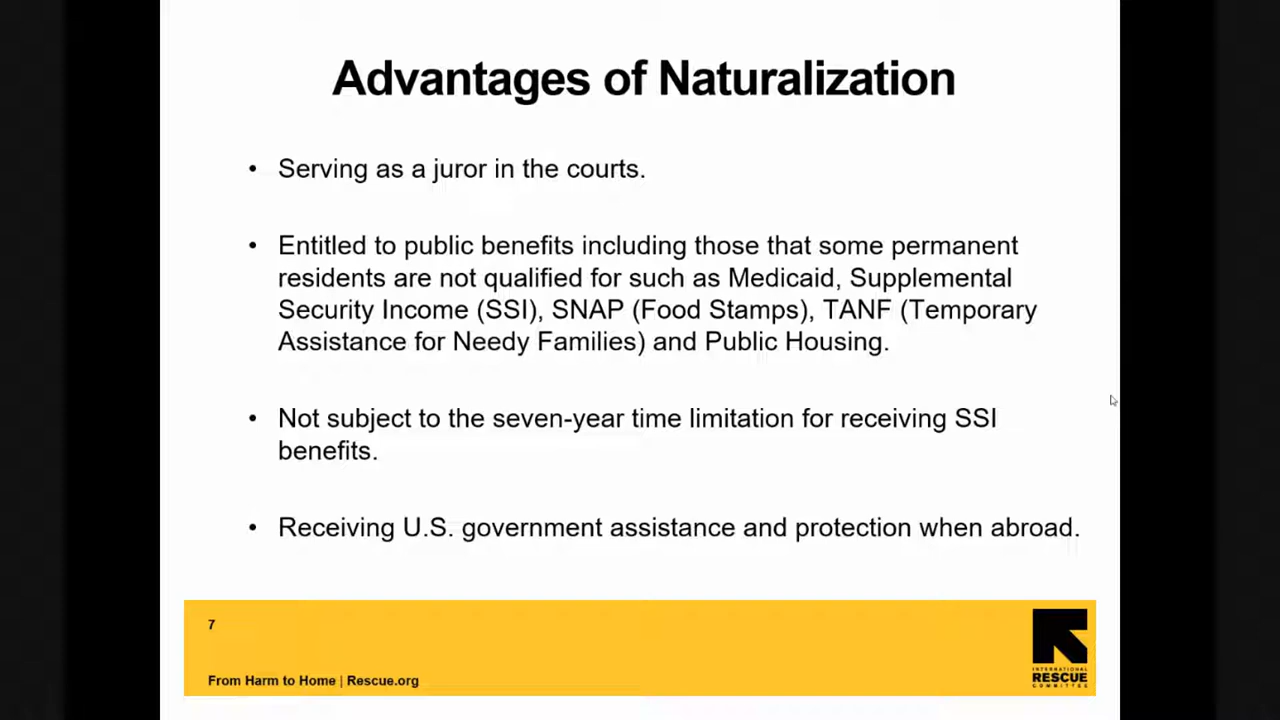 Advantages of Naturalization
• Serving as a juror in the courts.
• Entitled to public benefits including those that some permanent
residents are not qualified for such as Medicaid, Supplemental
Security Income (SSI), SNAP (Food Stamps), TANF (Temporary
Assistance for Needy Families) and Public Housing.
• Not subject to the seven-year time limitation for receiving SSI
benefits.
• Receiving U.S. government assistance and protection when abroad.
7
From Harm to Home | Rescue.org
INTERNATIONAL
RESCUE
COMMITTEE